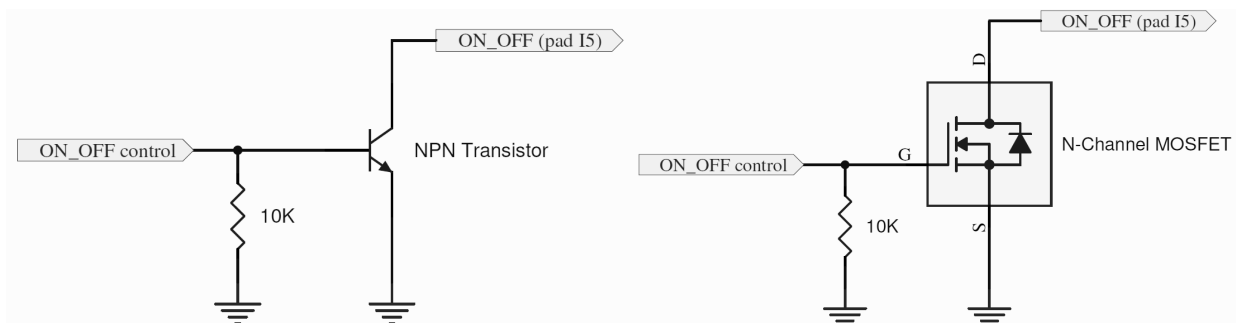 ON_OFF (pad I5)
ON_OFF control
NPN Transistor
10K
ON_OFF (pad I5)
D
N-Channel MOSFET
G
ON_OFF control
10K
S